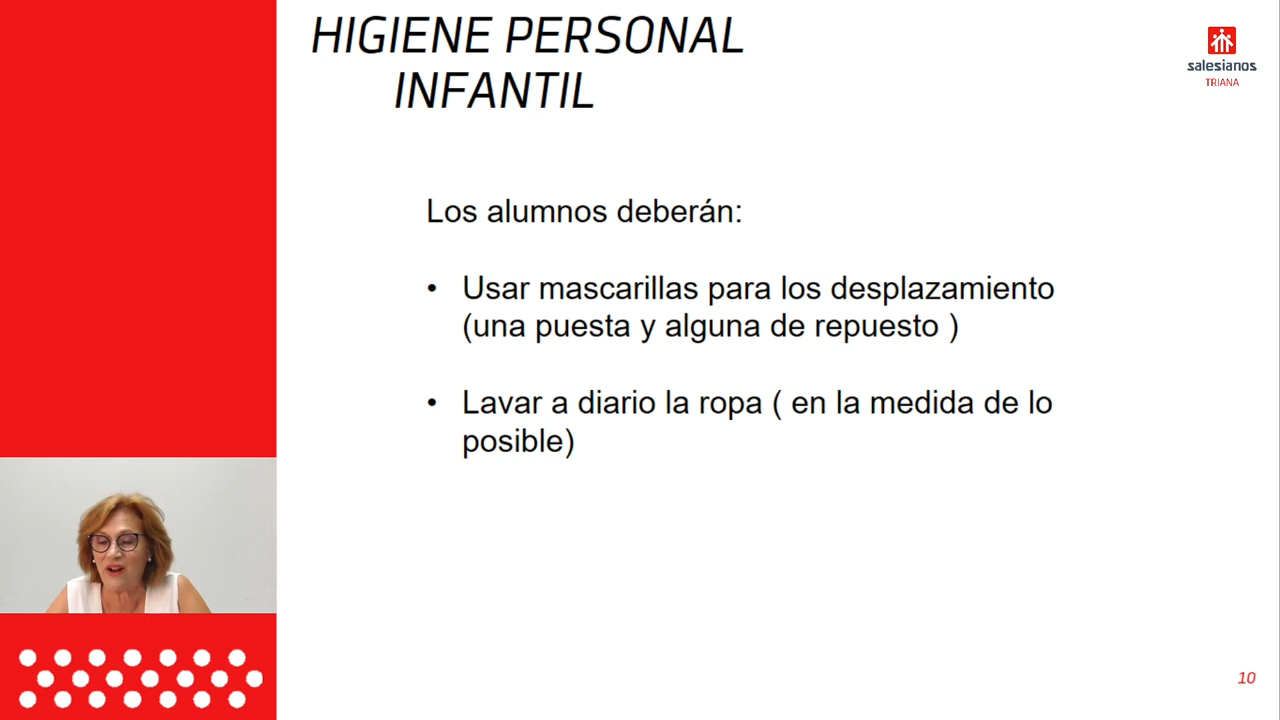 HIGIENE PERSONAL
INFANTIL
salesianos
TRIANA
Los alumnos deberán:
• Usar mascarillas para los desplazamiento
(una puesta y alguna de repuesto )
• Lavar a diario la ropa ( en la medida de lo
posible)
10